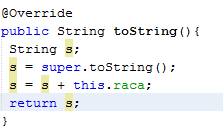 @Override
public String toString(){
String s;
s = super.toString();
s = s + this.raca;
return s;
}